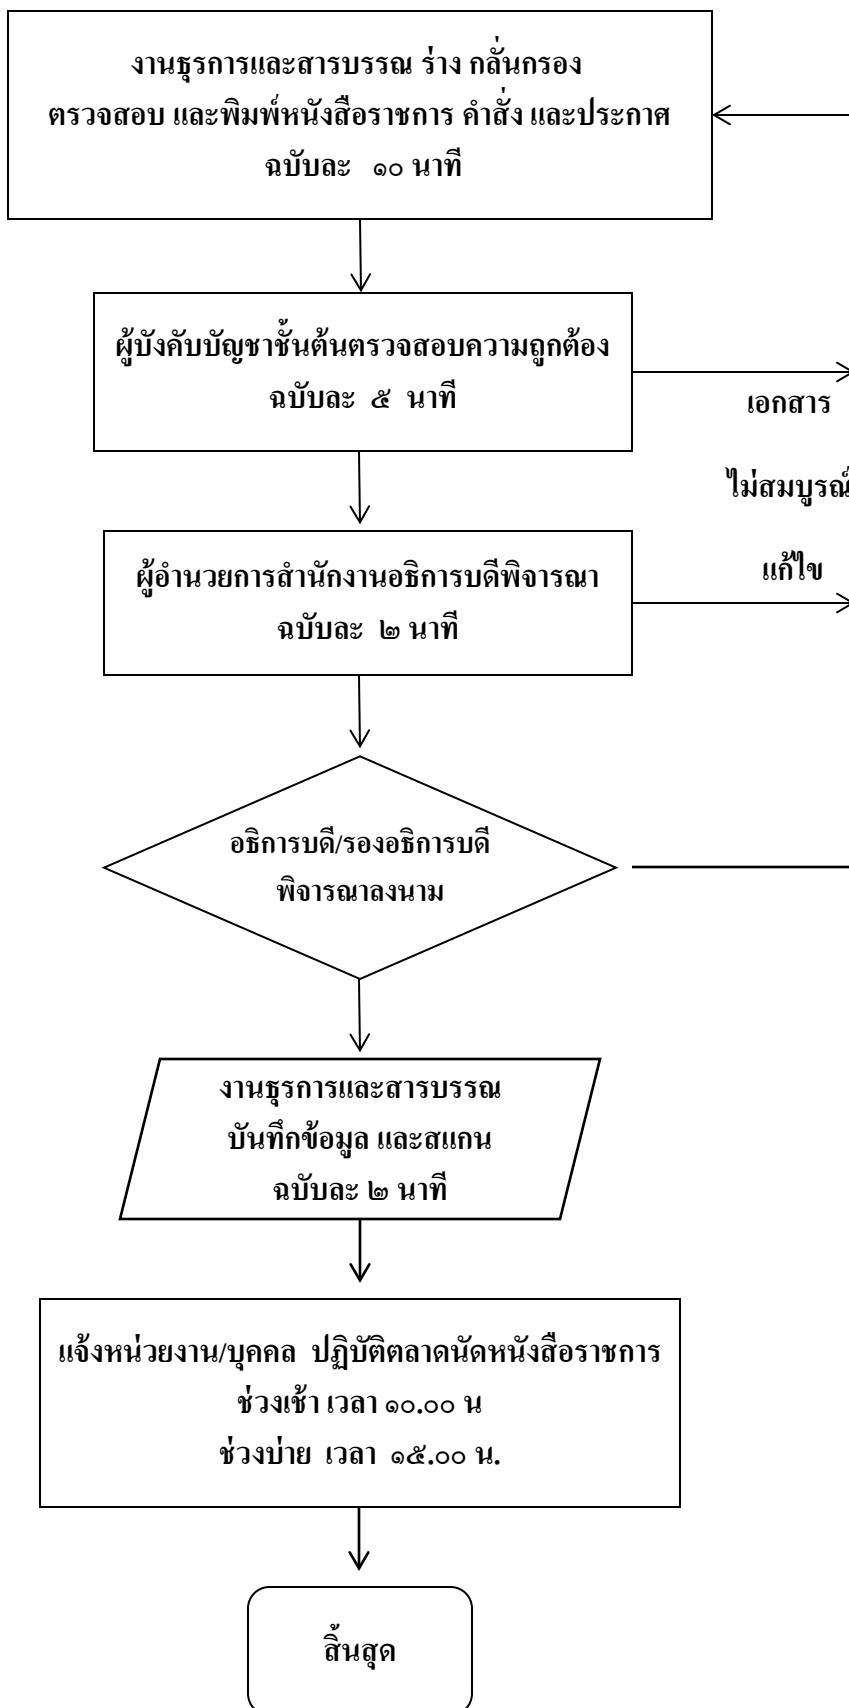 งานธุรการและสารบรรณ ร่าง กลั่นกรอง
ตรวจสอบ และพิมพ์หนังสือราชการ คำสั่ง และประกาศ
ฉบับละ ๑๐ นาที
ผู้บังคับบัญชาชั้นต้นตรวจสอบความถูกต้อง
ฉบับละ ๕ นาที
เอกสาร
ไม่สมบูรณ์
แก้ไข
ผู้อำนวยการสำนักงานอธิการบดีพิจารณา
ฉบับละ ๒ นาที
อธิการบดี/รองอธิการบดี
พิจารณาลงนาม
งานธุรการและสารบรรณ
บันทึกข้อมูล และสแกน
ฉบับละ ๒ นาที
แจ้งหน่วยงาน/บุคคล ปฏิบัติตลาดนัดหนังสือราชการ
ช่วงเช้า เวลา ๑๐.๐๐ น
ช่วงบ่าย เวลา ๑๕.๐๐ น.
สิ้นสุด